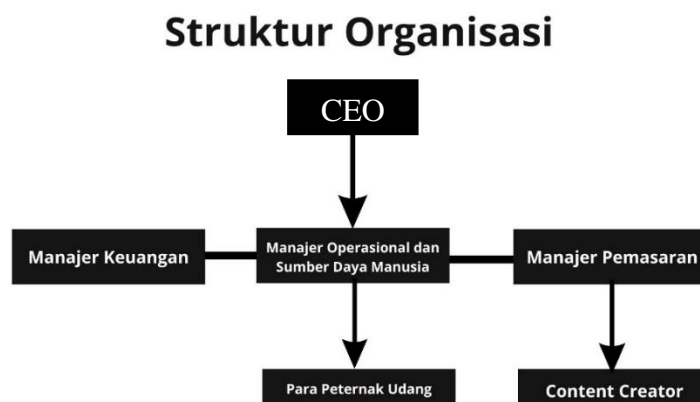 Struktur Organisasi
CEO
Manajer Keuangan
Manajer Operasional dan
Sumber Daya Manusia
Manajer Pemasaran
Para Peternak Udang
Content Creator